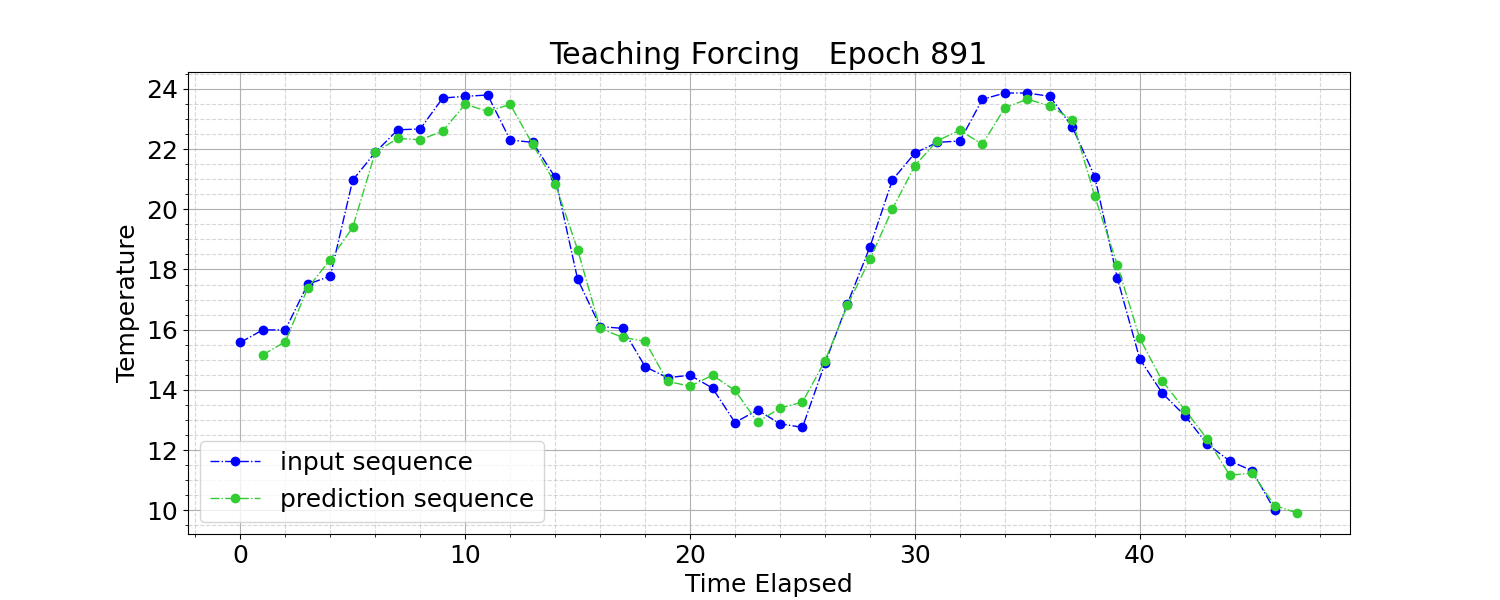 Teaching Forcing   Epoch 891
Temperature
24
22
20
18
16
14
12
10
input sequence
prediction sequence
0
10
20
30
40
Time Elapsed